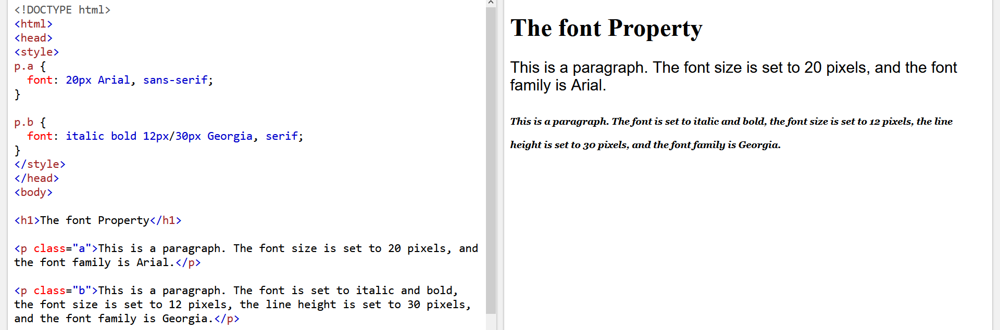 <!DOCTYPE html>
<html>
<head>
<style>
p.a {
  font: 20px Arial, sans-serif;
}

p.b {
  font: italic bold 12px/30px Georgia, serif;
}
</style>
</head>
<body>

<h1>The font Property</h1>

<p class="a">This is a paragraph. The font size is set to 20 pixels, and
the font family is Arial.</p>

<p class="b">This is a paragraph. The font is set to italic and bold,
the font size is set to 12 pixels, the line height is set to 30 pixels,
and the font family is Georgia.</p>

The font Property
This is a paragraph. The font size is set to 20 pixels, and the font
family is Arial.
This is a paragraph. The font is set to italic and bold, the font size is set to 12 pixels, the line
height is set to 30 pixels, and the font family is Georgia.